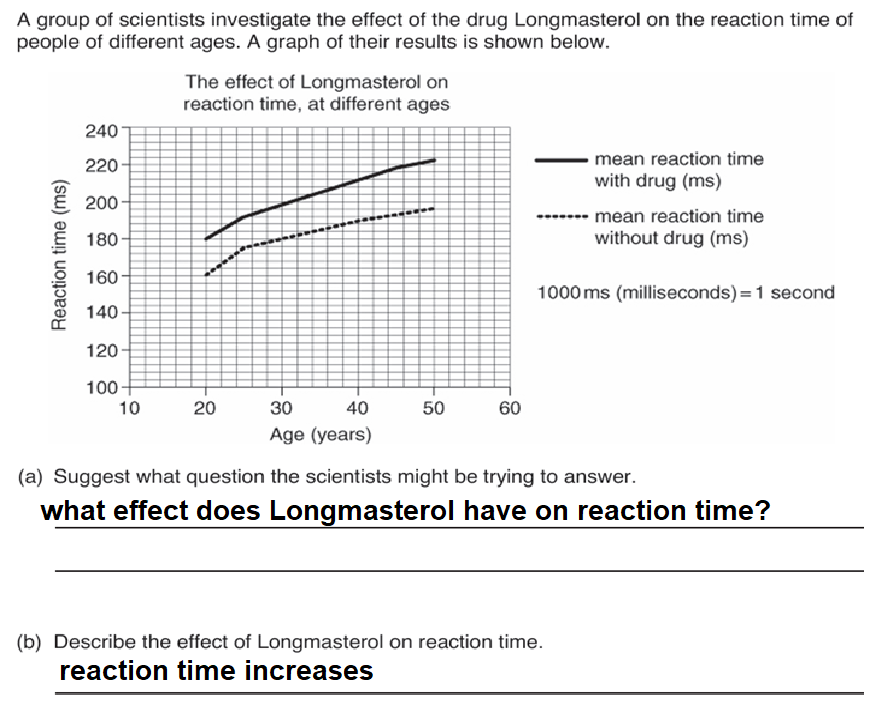 A group of scientists investigate the effect of the drug Longmasterol on the reaction time of
people of different ages. A graph of their results is shown below.
The effect of Longmasterol on
reaction time, at different ages
Reaction time (ms)
240
220
200
180
160
140
120
100
10 20 30 40 50 60
Age (years)
mean reaction time
with drug (ms)
mean reaction time
without drug (ms)
1000 ms (milliseconds) = 1 second
(a) Suggest what question the scientists might be trying to answer.
what effect does Longmasterol have on reaction time?
(b) Describe the effect of Longmasterol on reaction time.
reaction time increases